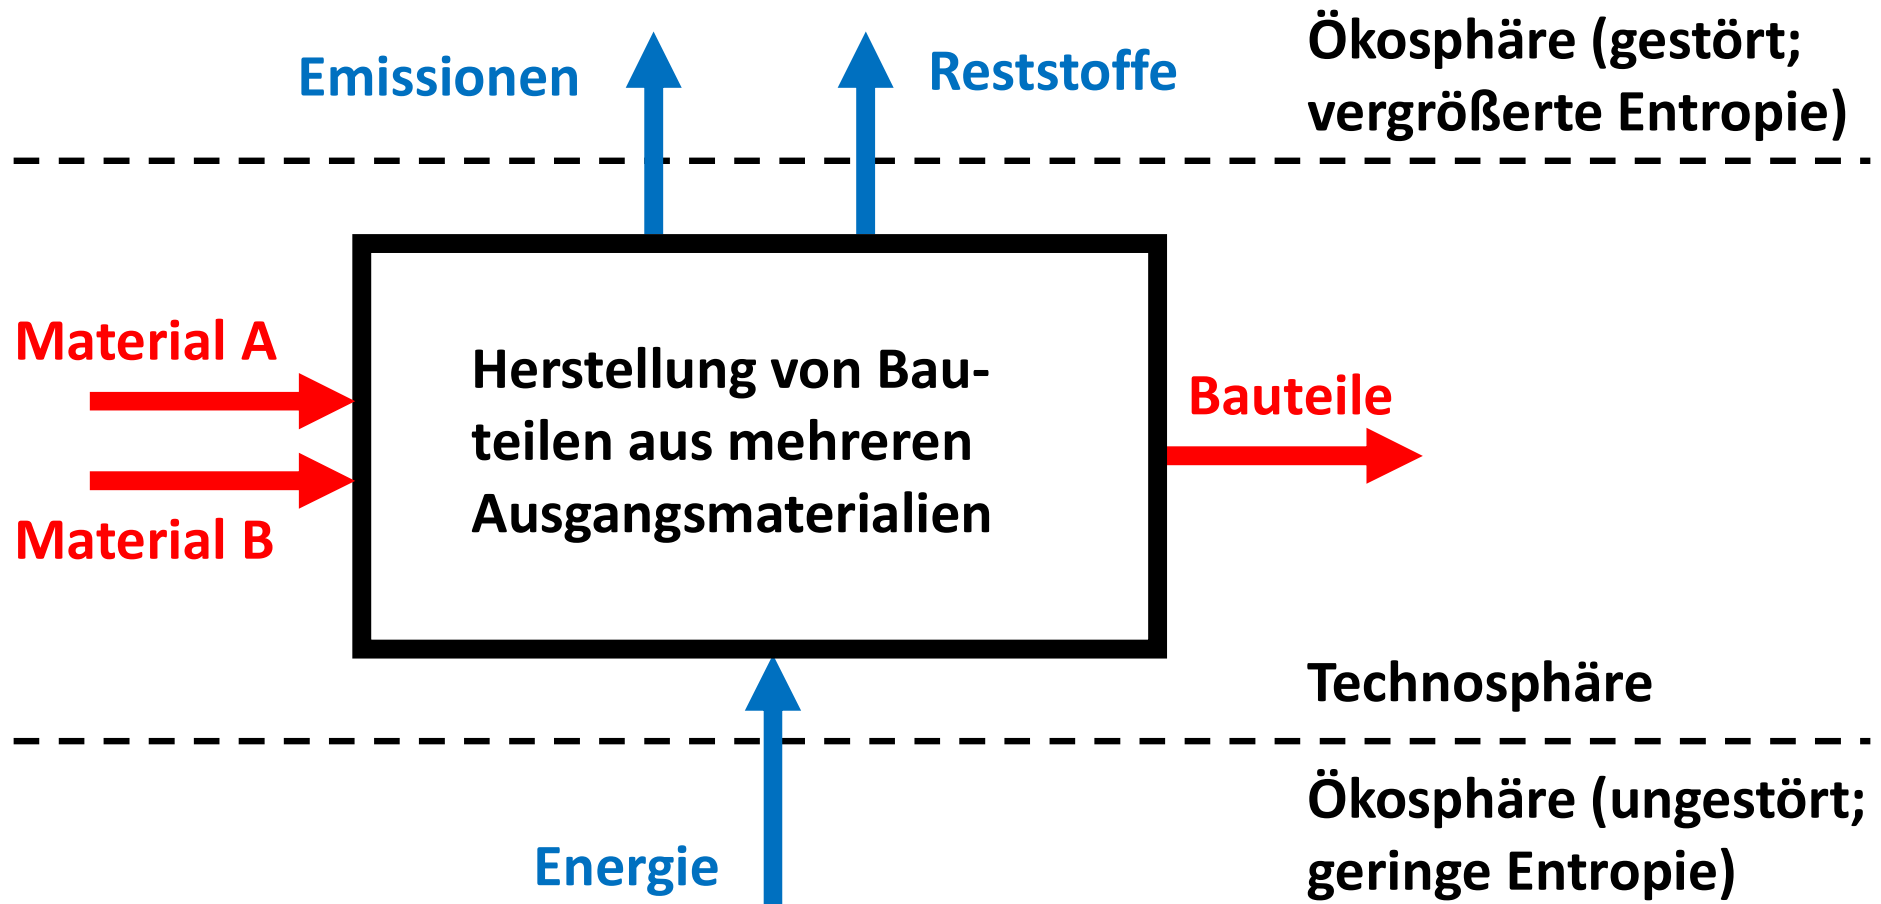 Emissionen
Reststoffe
Ökosphäre (gestört;
vergrößerte Entropie)
Material A
Material B
Herstellung von Bau-
teilen aus mehreren
Ausgangsmaterialien
Bauteile
Technosphäre
Energie
Ökosphäre (ungestört;
geringe Entropie)